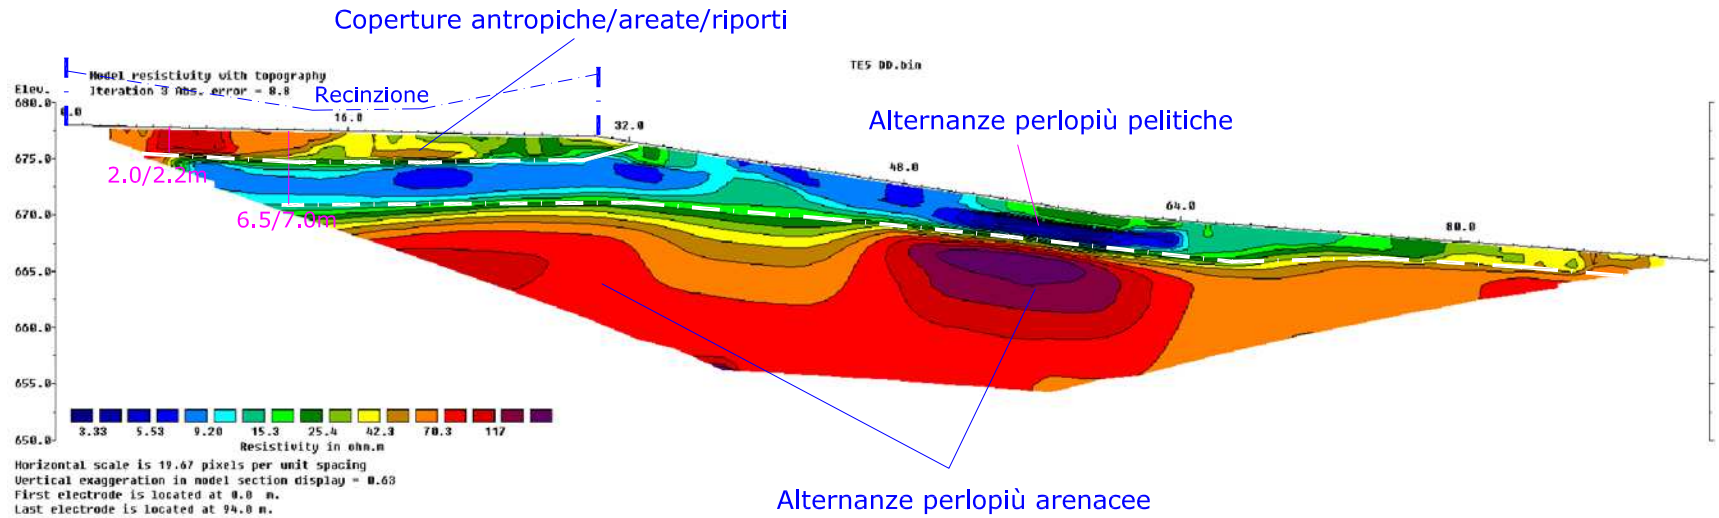 Coperture antropiche/areate/riporti
TE5 DD.bin
Model resistivity with topography
Iteration 3 Abs. error = 8.8
Recinzione
Elev.
680.0
0.0
16.0
32.0
Alternanze perlopiù pelitiche
675.0
2.0/2.2m
48.0
670.0
6.5/7.0m
64.0
80.0
665.0
660.0
655.0
650.0
3.33 5.53 9.20 15.3 25.4 42.3 70.3 117
Resistivity in ohm.m
Horizontal scale is 19.67 pixels per unit spacing
Vertical exaggeration in model section display = 0.63
First electrode is located at 0.0 m.
Last electrode is located at 94.0 m.
Alternanze perlopiù arenacee